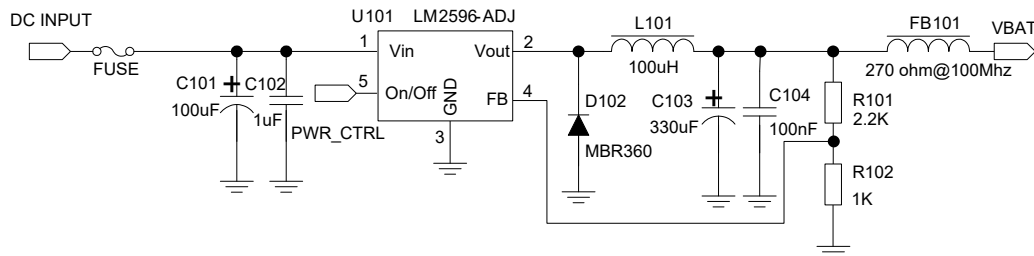 DC INPUT
FUSE
C101
100uF
C102
1uF
U101
LM2596-ADJ
1
Vin
Vout
2
5
On/Off
GND
FB
4
3
PWR_CTRL
D102
MBR360
L101
100uH
C103
330uF
C104
100nF
FB101
270 ohm@100Mhz
VBAT
R101
2.2K
R102
1K